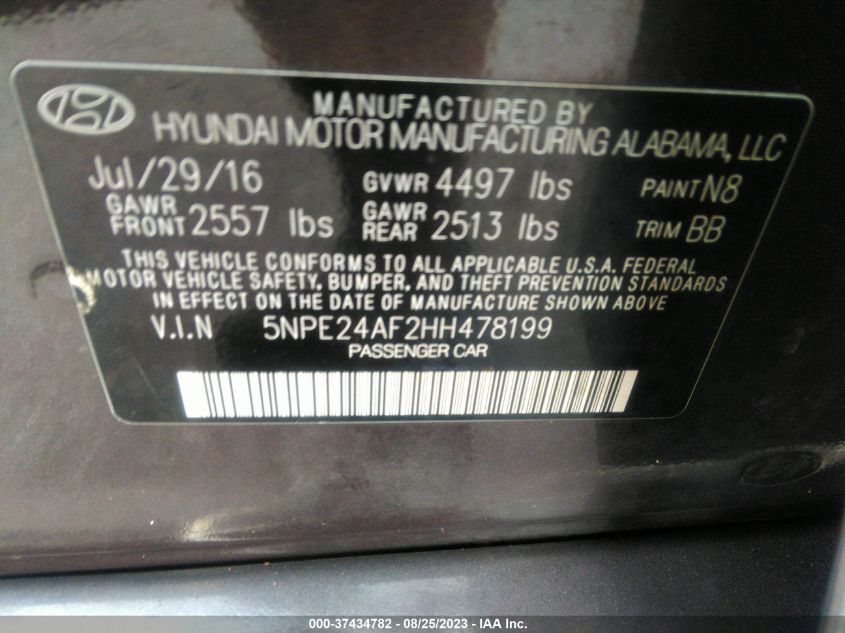 MANUFACTURED BY
HYUNDAI MOTOR MANUFACTURING ALABAMA, LLC
Jul/29/16 GVWR 4497 lbs PAINT N8
GAWR FRONT 2557 lbs GAWR REAR 2513 lbs TRIM BB
THIS VEHICLE CONFORMS TO ALL APPLICABLE U.S.A. FEDERAL
MOTOR VEHICLE SAFETY, BUMPER, AND THEFT PREVENTION STANDARDS
IN EFFECT ON THE DATE OF MANUFACTURE SHOWN ABOVE
V.I.N 5NPE24AF2HH478199
PASSENGER CAR
000-37434782 - 08/25/2023 - IAA Inc.